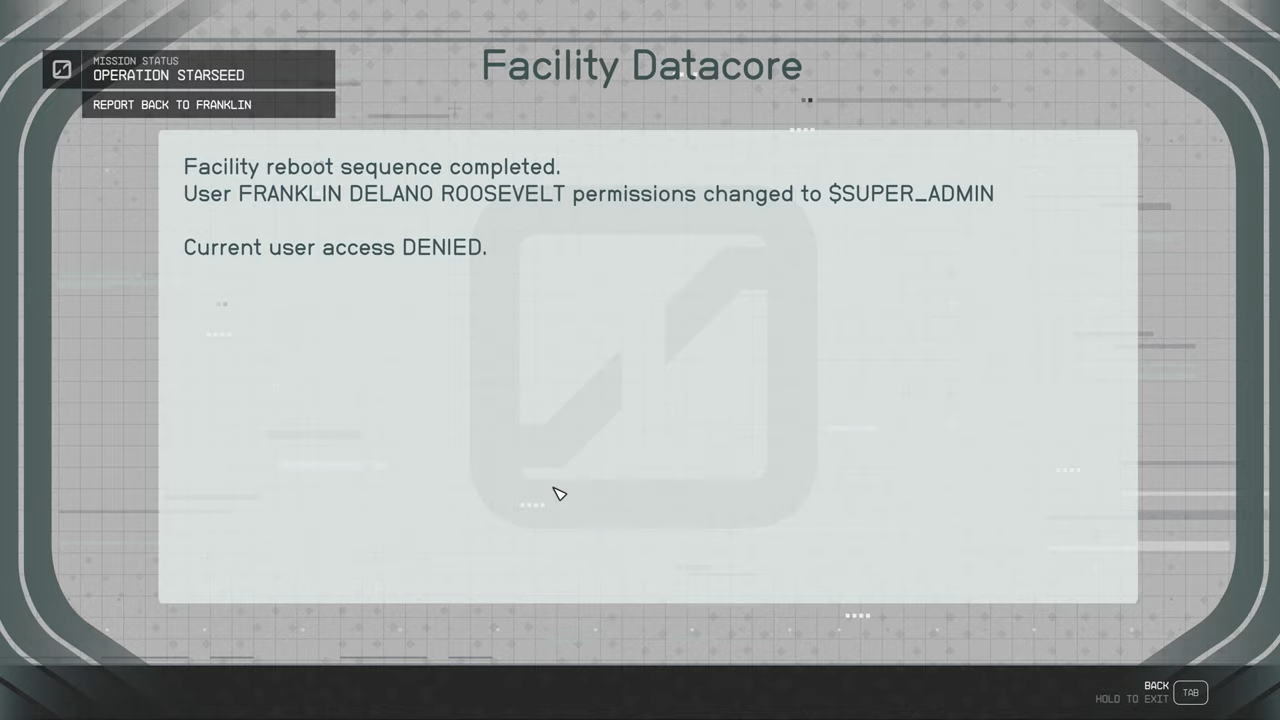 MISSION STATUS
OPERATION STARSEED
REPORT BACK TO FRANKLIN
Facility Datacore
Facility reboot sequence completed.
User FRANKLIN DELANO ROOSEVELT permissions changed to $SUPER_ADMIN
Current user access DENIED.
BACK
HOLD TO EXIT
TAB